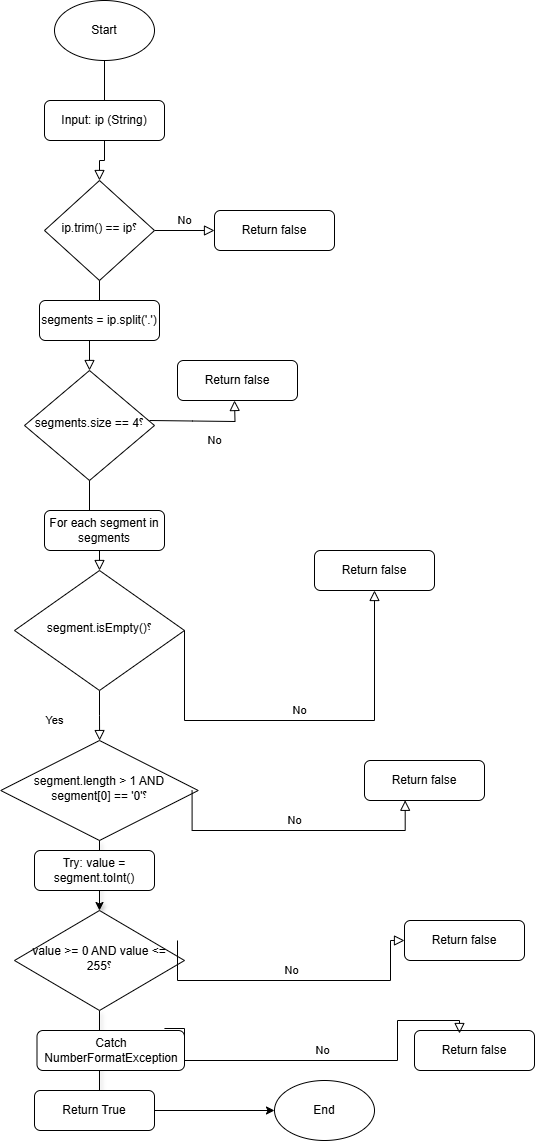 Start
Input: ip (String)
ip.trim() == ip؟
No
Return false
segments = ip.split('.')
Return false
segments.size == 4؟
No
For each segment in
segments
Return false
segment.isEmpty()؟
No
Yes
segment.length > 1 AND
segment[0] == '0'؟
Return false
No
Try: value =
segment.toInt()
value >= 0 AND value <=
255؟
Return false
No
Catch
NumberFormatException
No
Return false
Return True
End